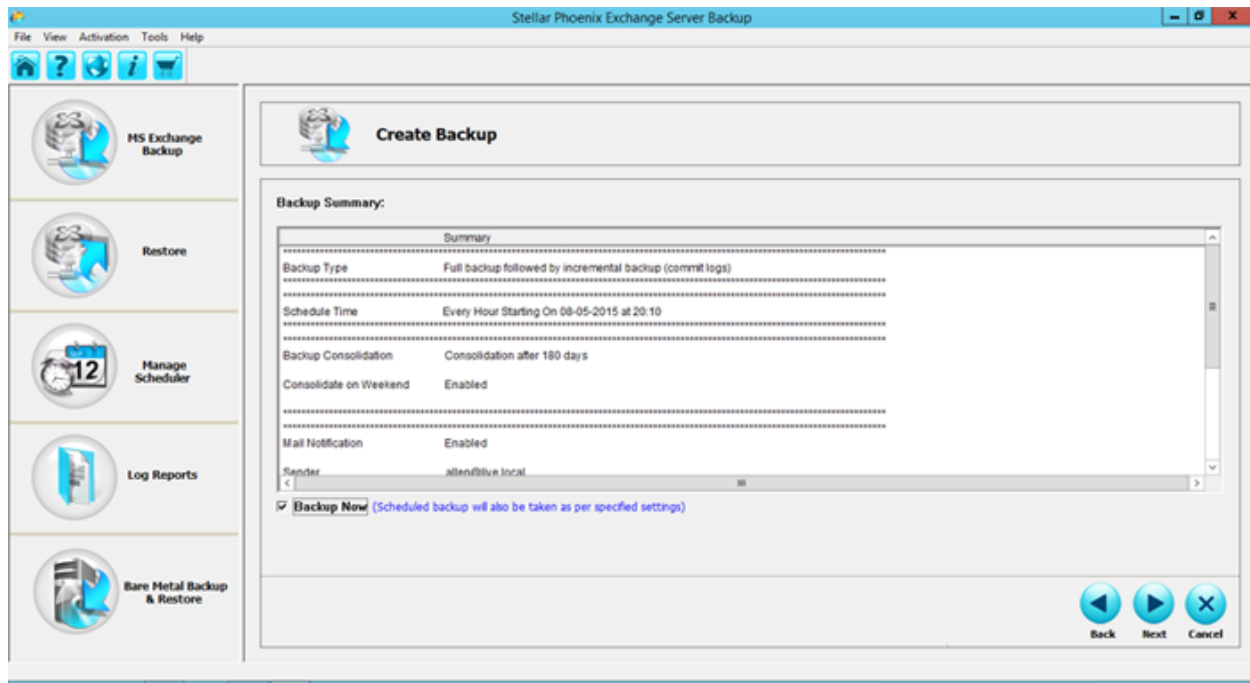 Stellar Phoenix Exchange Server Backup
File View Activation Tools Help
MS Exchange
Backup
Restore
12
Manage
Scheduler
Log Reports
Bare Metal Backup
& Restore
Create Backup
Backup Summary:
Summary
Backup Type Full backup followed by incremental backup (commit logs)
Schedule Time Every Hour Starting On 08-05-2015 at 20:10
Backup Consolidation Consolidation after 180 days
Consolidate on Weekend Enabled
Mail Notification Enabled
Sender allen@live.local
Backup Now (Scheduled backup will also be taken as per specified settings)
Back Next Cancel